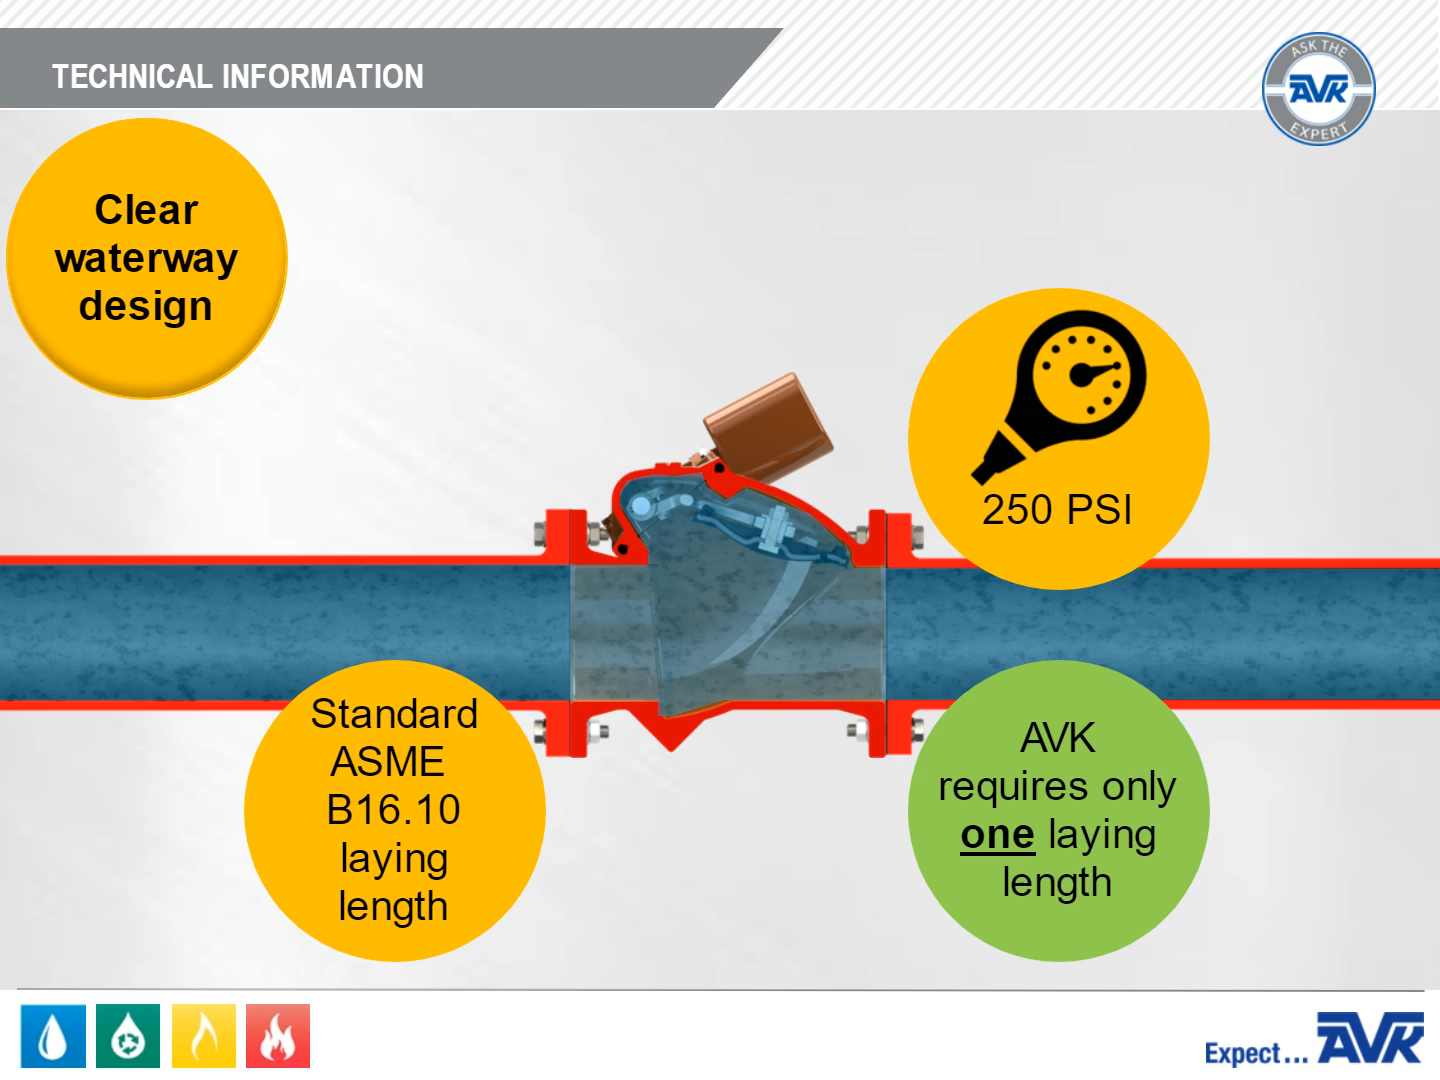 TECHNICAL INFORMATION
ASK THE
AVK
EXPERT
Clear
waterway
design
250 PSI
Standard
ASME
B16.10
laying
length
AVK
requires only
one laying
length
Expect... AVK